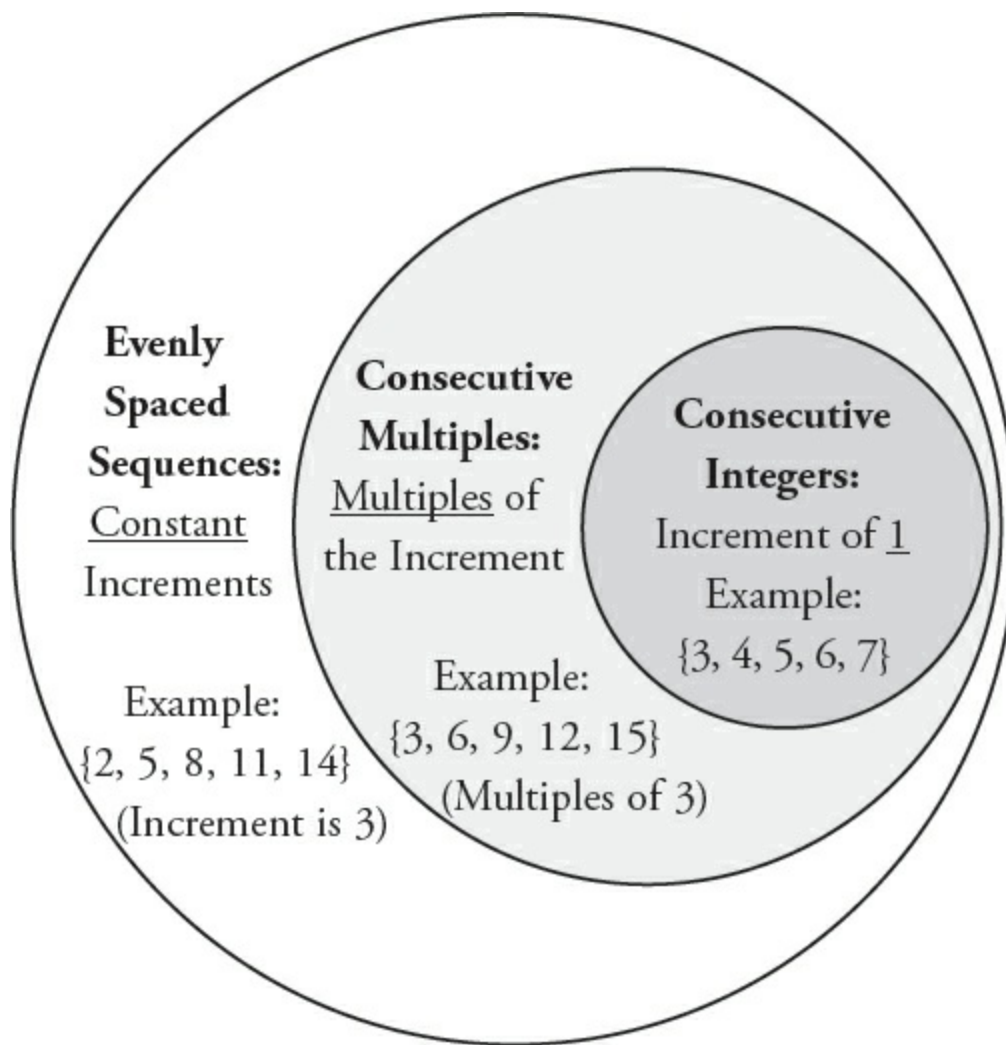 Evenly
Spaced
Sequences:
Constant
Increments
Example:
{2, 5, 8, 11, 14}
(Increment is 3)
Consecutive
Multiples:
Multiples of
the Increment
Example:
{3, 6, 9, 12, 15}
(Multiples of 3)
Consecutive
Integers:
Increment of 1
Example:
{3, 4, 5, 6, 7}